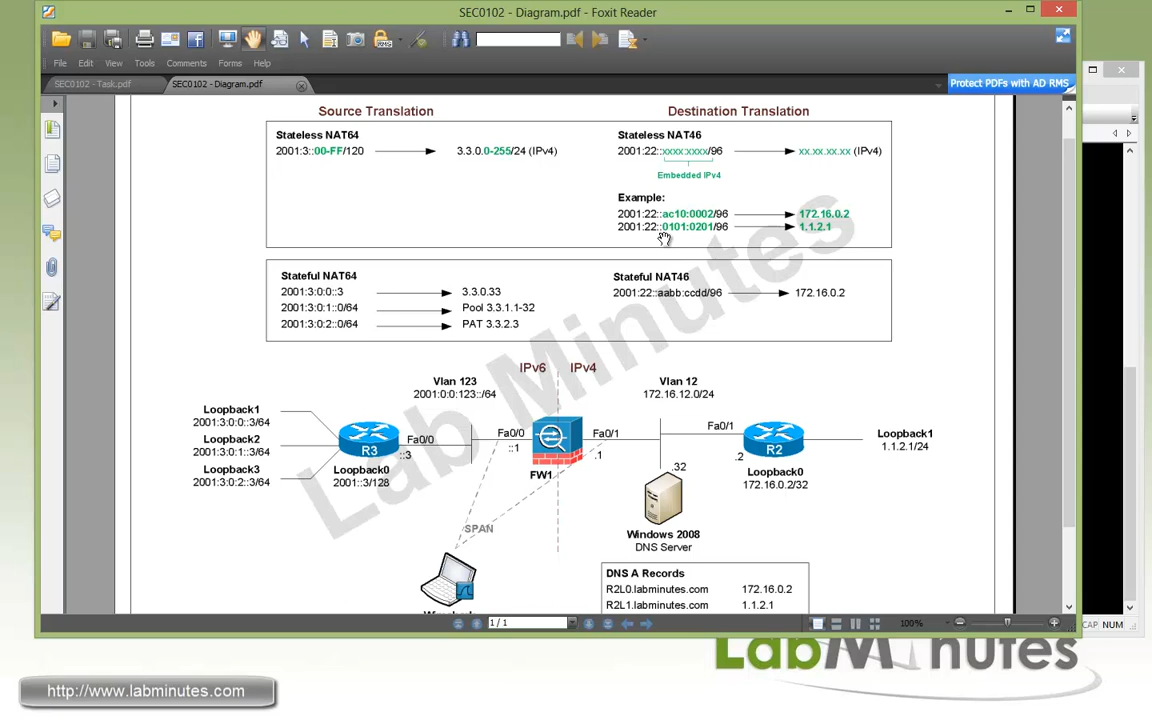 SEC0102 - Diagram.pdf - Foxit Reader
File Edit View Tools Comments Forms Help
SEC0102 - Task.pdf
SEC0102 - Diagram.pdf
Protect PDFs with AD RMS
Source Translation
Destination Translation
Stateless NAT64
2001:3::00-FF/120
3.3.0.0-255/24 (IPv4)
Stateless NAT46
2001:22::xxxx:xxxx/96
xx.xx.xx.xx (IPv4)
Embedded IPv4
Example:
2001:22::ac10:0002/96
172.16.0.2
2001:22::0101:0201/96
1.1.2.1
Stateful NAT64
2001:3:0:0::3
3.3.0.33
2001:3:0:1::0/64
Pool 3.3.1.1-32
2001:3:0:2::0/64
PAT 3.3.2.3
Stateful NAT46
2001:22::aabb:ccdd/96
172.16.0.2
Lab Minutes
Lab Minutes
IPv6
IPv4
Vlan 123
2001:0:0:123::/64
Vlan 12
172.16.12.0/24
Loopback1
2001:3:0:0::3/64
Loopback2
2001:3:0:1::3/64
Loopback3
2001:3:0:2::3/64
R3
Fa0/0
::3
Loopback0
2001::3/128
Fa0/0
::1
FW1
Fa0/1
.1
Fa0/1
.2
R2
Loopback1
1.1.2.1/24
Loopback0
172.16.0.2/32
.32
Windows 2008
DNS Server
SPAN
DNS A Records
R2L0.labminutes.com 172.16.0.2
R2L1.labminutes.com 1.1.2.1
1 / 1
100%
CAP NUM
LabMinutes
http://www.labminutes.com